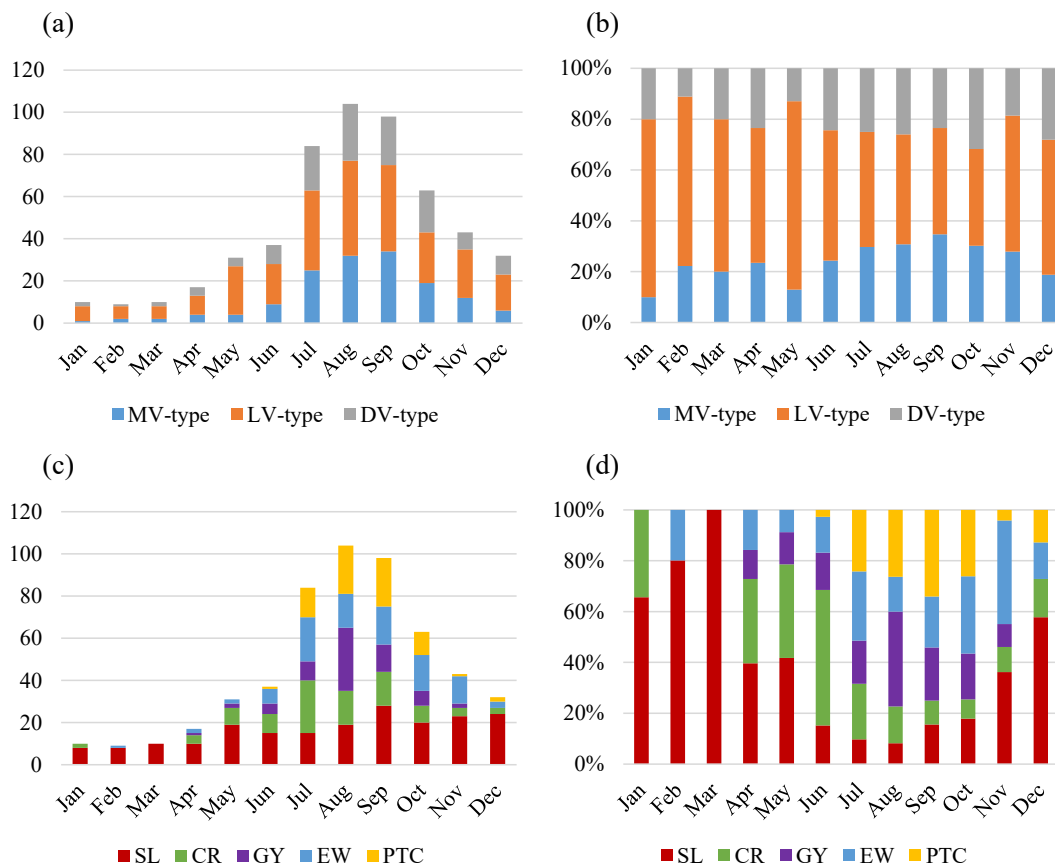 (a)
120
100
80
60
40
20
0
Jan Feb Mar Apr May Jun Jul Aug Sep Oct Nov Dec
MV-type LV-type DV-type
(b)
100%
80%
60%
40%
20%
0%
Jan Feb Mar Apr May Jun Jul Aug Sep Oct Nov Dec
MV-type LV-type DV-type
(c)
120
100
80
60
40
20
0
Jan Feb Mar Apr May Jun Jul Aug Sep Oct Nov Dec
SL CR GY EW PTC
(d)
100%
80%
60%
40%
20%
0%
Jan Feb Mar Apr May Jun Jul Aug Sep Oct Nov Dec
SL CR GY EW PTC